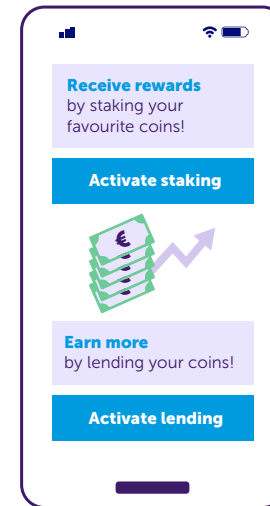 Receive rewards
by staking your
favourite coins!
Activate staking
€
Earn more
by lending your coins!
Activate lending